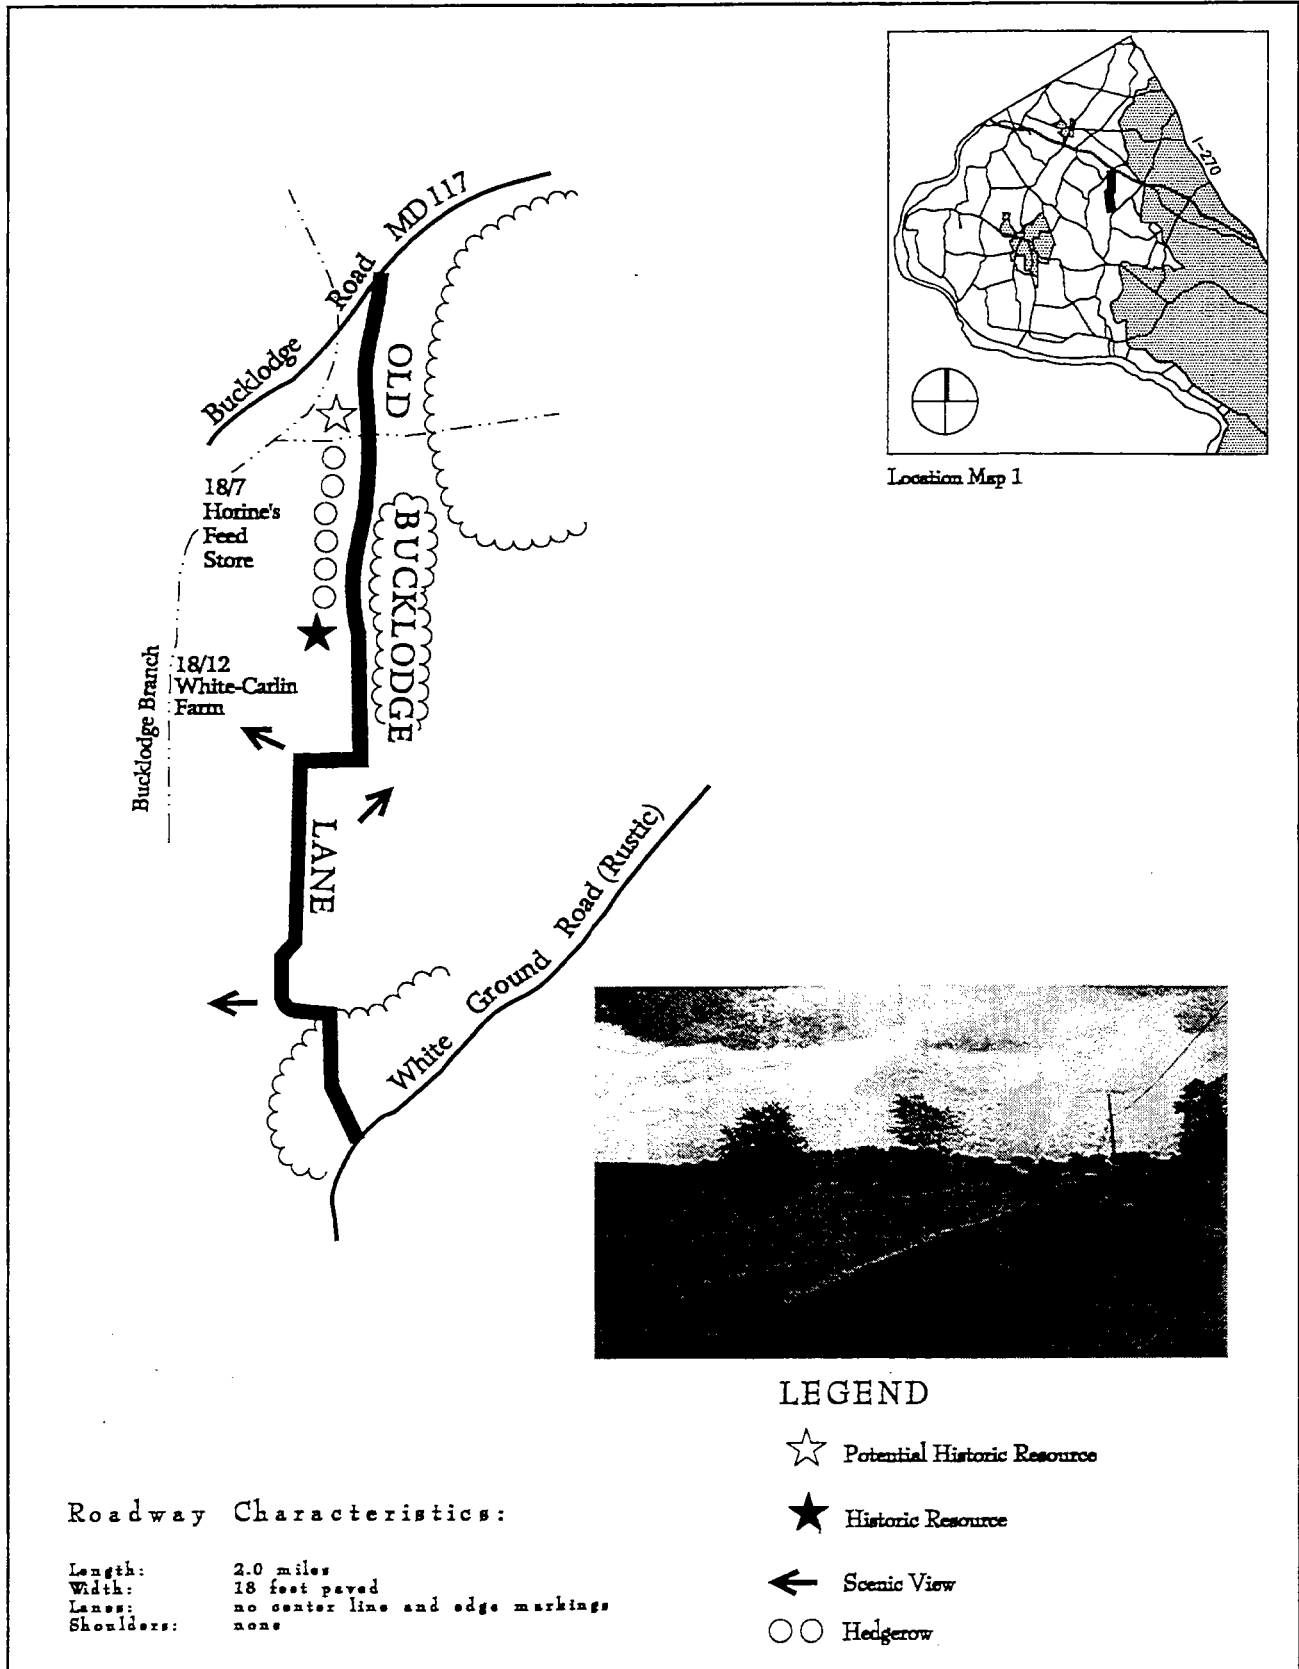 I-270
Location Map 1
Bucklodge Road MD 117
OLD
BUCKLODGE
LANE
18/7
Horine's
Feed
Store
18/12
White-Carlin
Farm
Bucklodge Branch
White Ground Road (Rustic)
LEGEND
Potential Historic Resource
Historic Resource
Scenic View
Hedgerow
Roadway Characteristics:
Length: 2.0 miles
Width: 18 feet paved
Lanes: no center line and edge markings
Shoulders: none